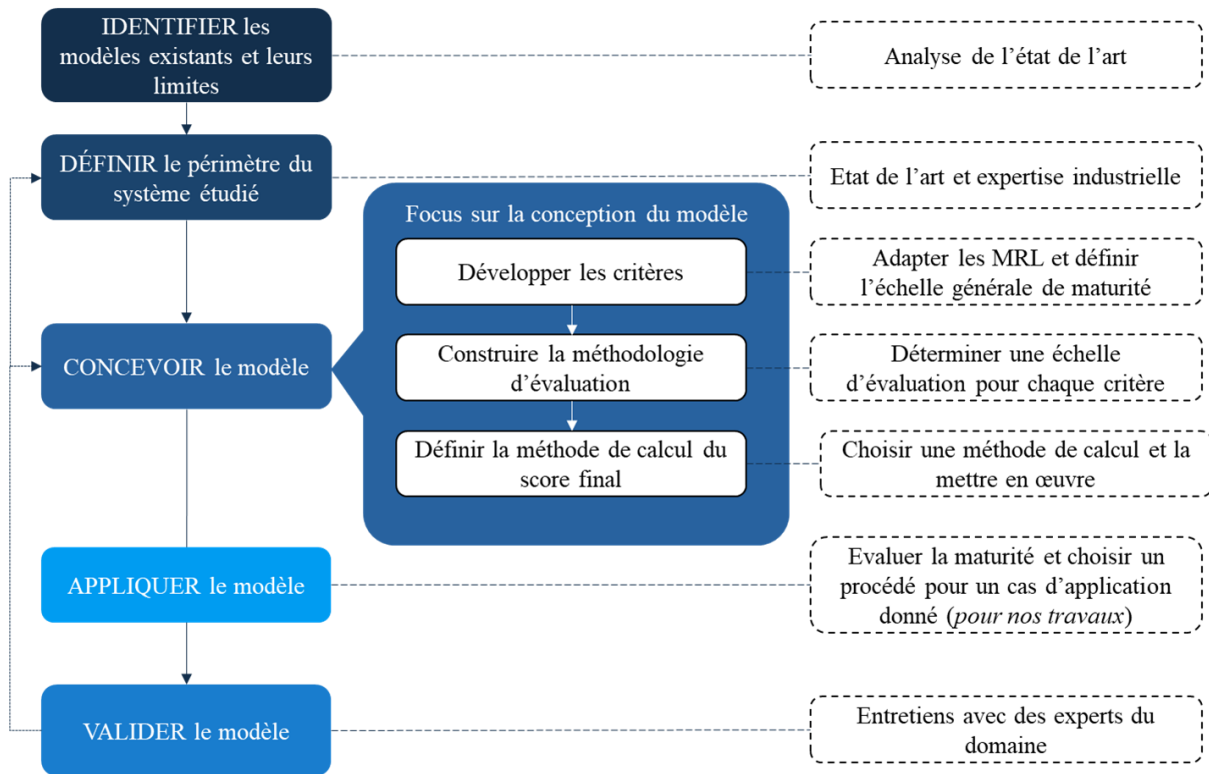 IDENTIFIER les
modèles existants et leurs
limites
Analyse de l’état de l’art
DÉFINIR le périmètre du
système étudié
Etat de l’art et expertise industrielle
Focus sur la conception du modèle
Développer les critères
Adapter les MRL et définir
l’échelle générale de maturité
CONCEVOIR le modèle
Construire la méthodologie
d’évaluation
Déterminer une échelle
d’évaluation pour chaque critère
Définir la méthode de calcul du
score final
Choisir une méthode de calcul et la
mettre en œuvre
APPLIQUER le modèle
Evaluer la maturité et choisir un
procédé pour un cas d’application
donné (pour nos travaux)
VALIDER le modèle
Entretiens avec des experts du
domaine